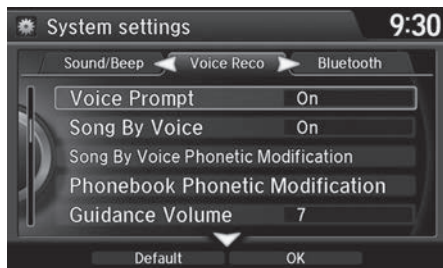 System settings
9:30
Sound/Beep Voice Reco Bluetooth
Voice Prompt On
Song By Voice On
Song By Voice Phonetic Modification
Phonebook Phonetic Modification
Guidance Volume 7
Default OK